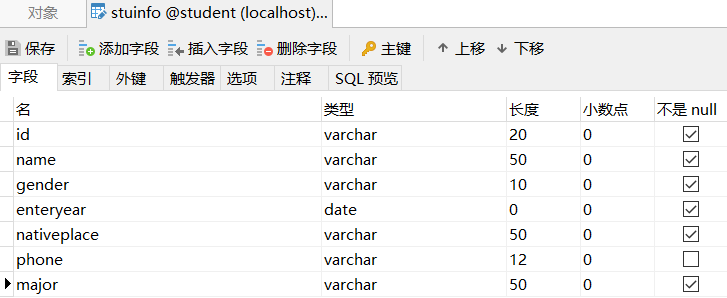 对象 stuinfo @student (localhost)...
保存 添加字段 插入字段 删除字段 主键 上移 下移
字段 索引 外键 触发器 选项 注释 SQL 预览
名 类型 长度 小数点 不是 null
id varchar 20 0
name varchar 50 0
gender varchar 10 0
enteryear date 0 0
nativeplace varchar 50 0
phone varchar 12 0
major varchar 50 0